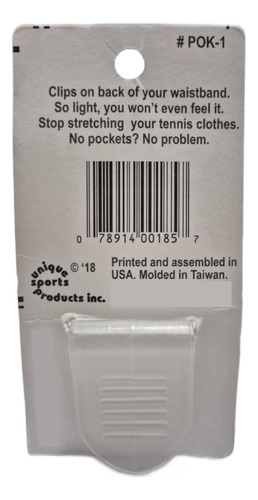 # POK-1
Clips on back of your waistband.
So light, you won't even feel it.
Stop stretching your tennis clothes.
No pockets? No problem.
0 78914 00185 7
unique
sports
products inc.
© '18
Printed and assembled in
USA. Molded in Taiwan.